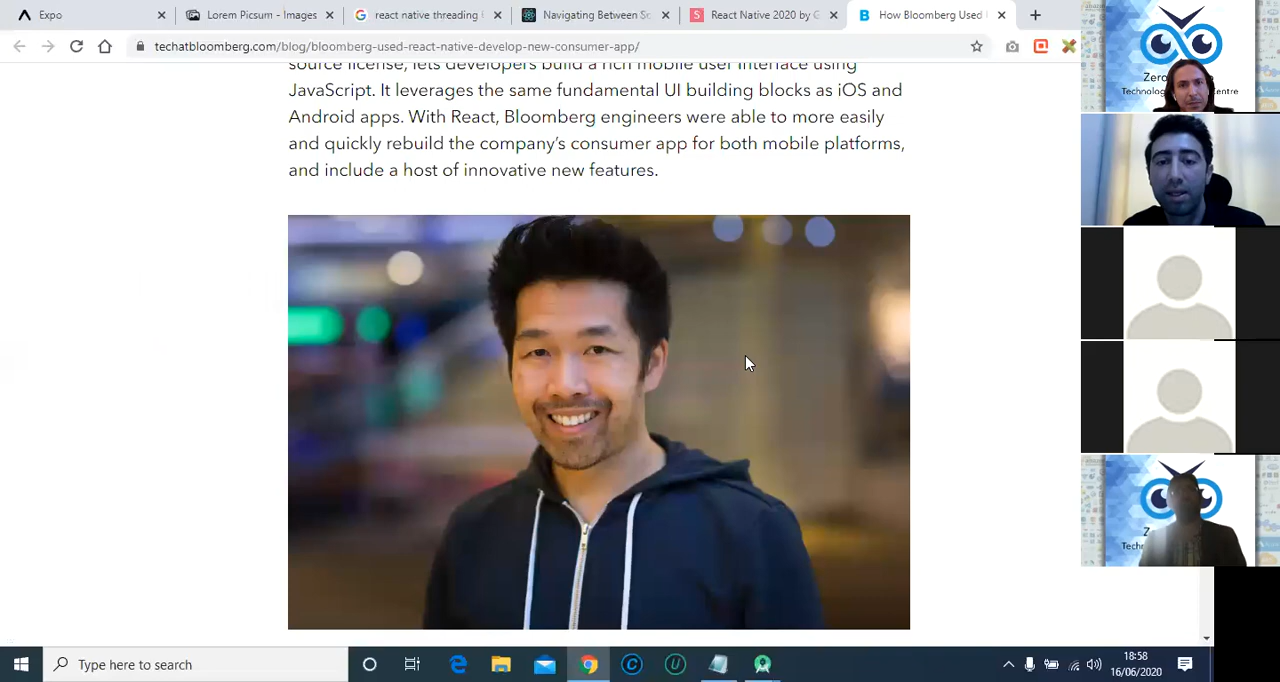 Expo
Lorem Picsum - Images
react native threading
Navigating Between S
React Native 2020 by
How Bloomberg Used
techatbloomberg.com/blog/bloomberg-used-react-native-develop-new-consumer-app/
source license, lets developers build a rich mobile user interface using
JavaScript. It leverages the same fundamental UI building blocks as iOS and
Android apps. With React, Bloomberg engineers were able to more easily
and quickly rebuild the company's consumer app for both mobile platforms,
and include a host of innovative new features.
Type here to search
18:58
16/06/2020